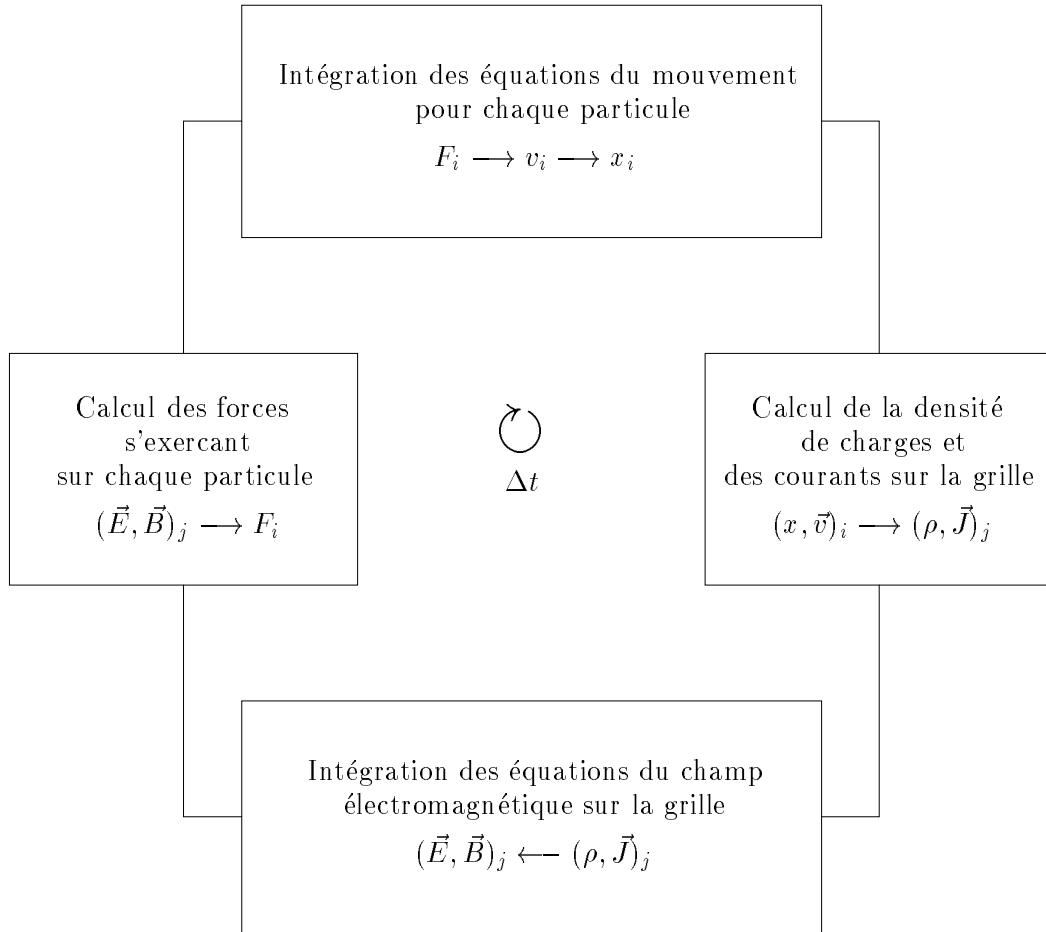 Intégration des équations du mouvement
pour chaque particule
F_i ⟶ v_i ⟶ x_i
Calcul des forces
s'exercant
sur chaque particule
(E⃗, B⃗)_j ⟶ F_i
Δt
Calcul de la densité
de charges et
des courants sur la grille
(x, v⃗)_i ⟶ (ρ, J⃗)_j
Intégration des équations du champ
électromagnétique sur la grille
(E⃗, B⃗)_j ⟵ (ρ, J⃗)_j